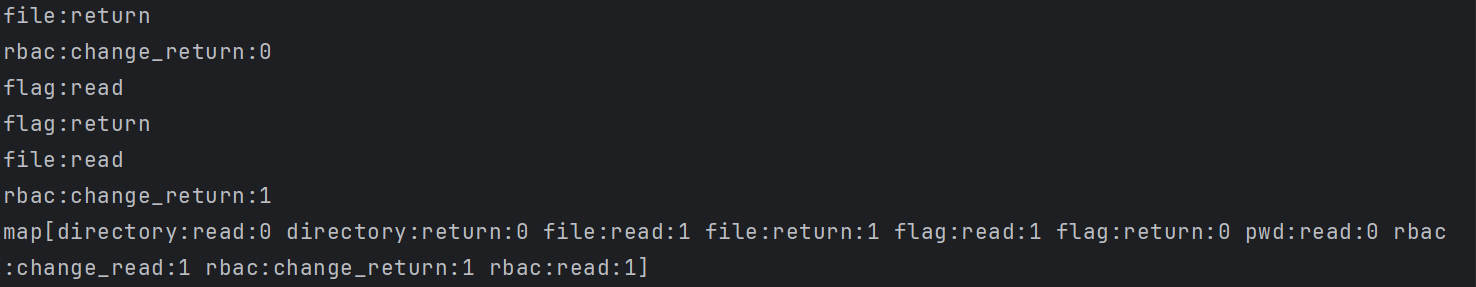 file:return
rbac:change_return:0
flag:read
flag:return
file:read
rbac:change_return:1
map[directory:read:0 directory:return:0 file:read:1 file:return:1 flag:read:1 flag:return:0 pwd:read:0 rbac
:change_read:1 rbac:change_return:1 rbac:read:1]